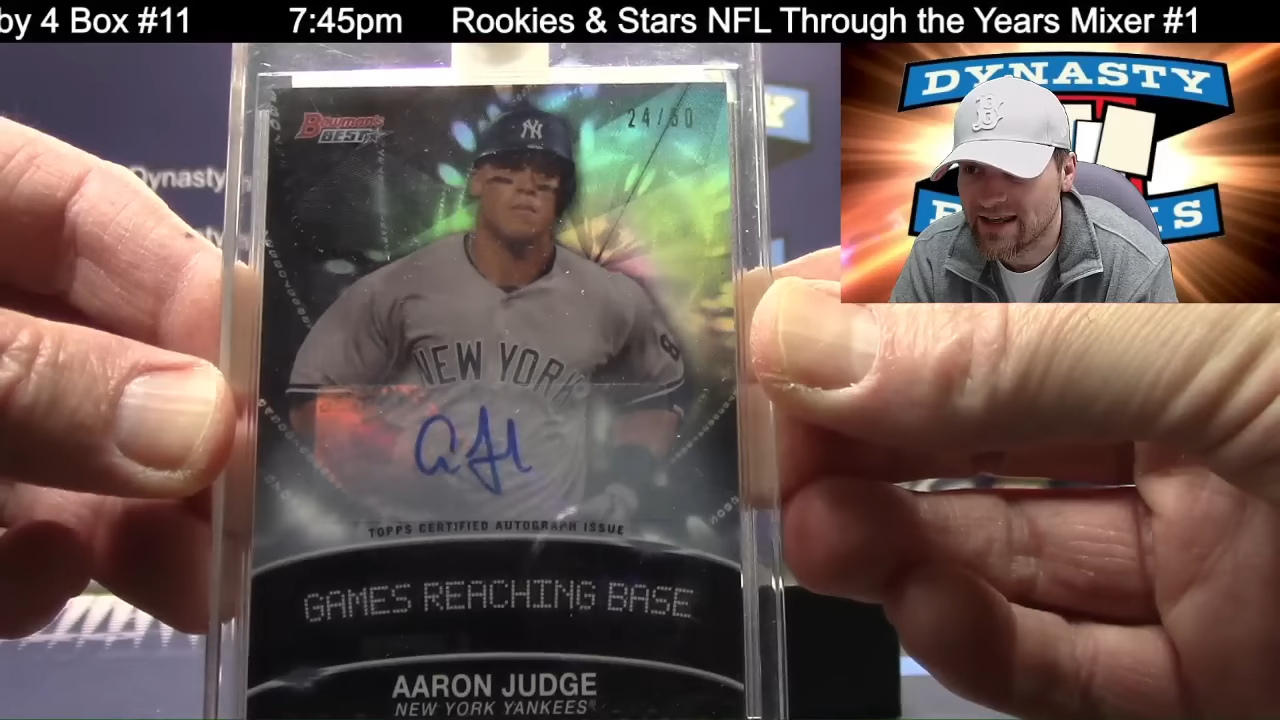 by 4 Box #11 7:45pm Rookies & Stars NFL Through the Years Mixer #1
DYNASTY
B
S
Bowman's
BEST
24/50
NY
Dynasty
NEW YORK
TOPPS CERTIFIED AUTOGRAPH ISSUE
GAMES REACHING BASE
AARON JUDGE
NEW YORK YANKEES